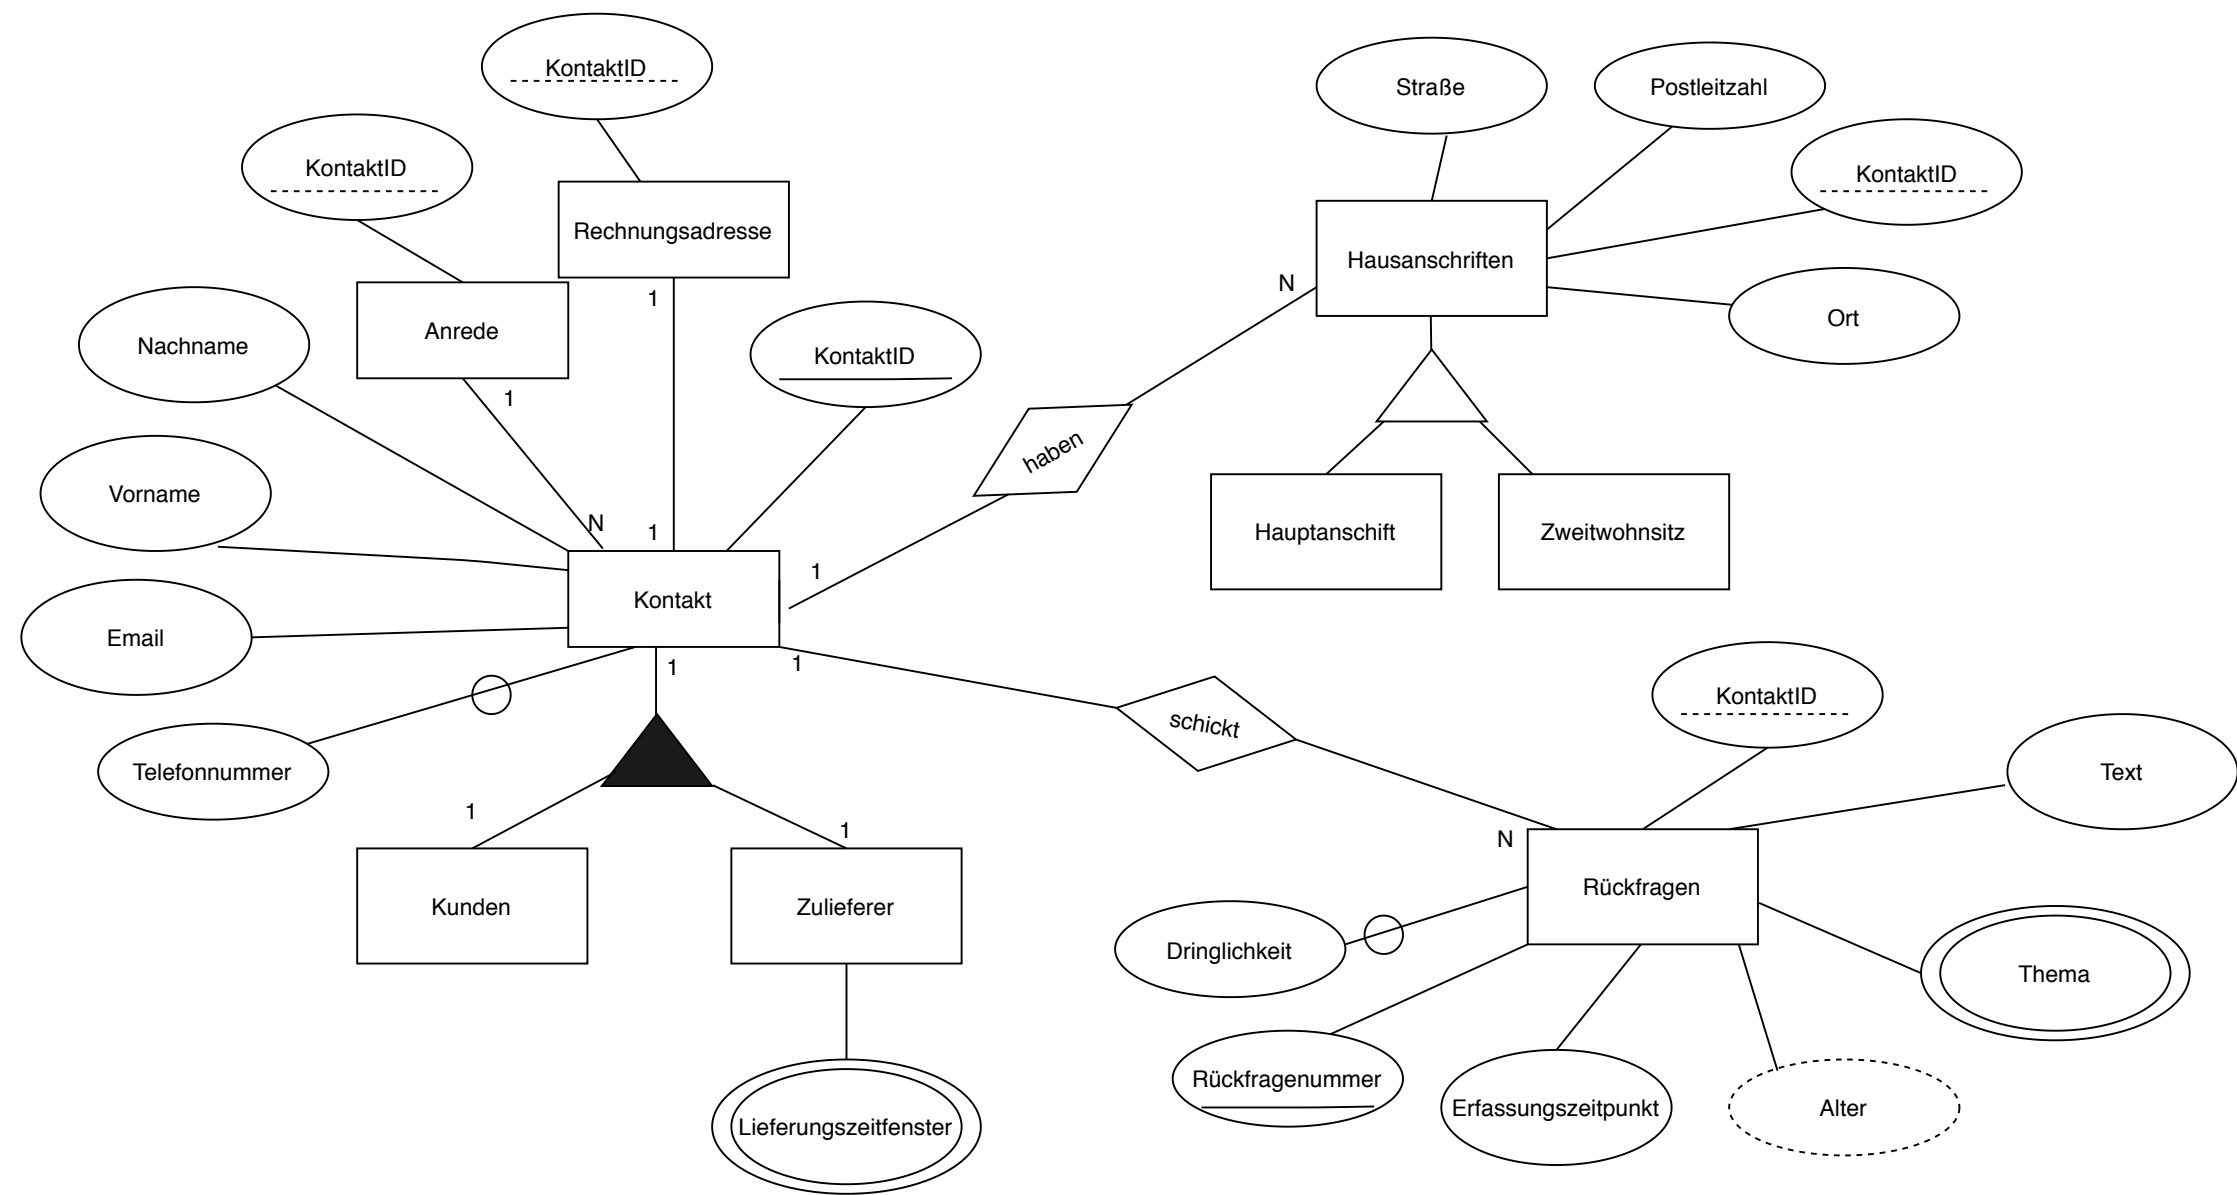 KontaktID
Straße
Postleitzahl
KontaktID
KontaktID
Rechnungsadresse
Hausanschriften
N
1
Ort
Anrede
Nachname
KontaktID
1
haben
Vorname
N
1
Hauptanschift
Zweitwohnsitz
1
Kontakt
Email
1
1
KontaktID
schickt
Telefonnummer
Text
1
1
N
Rückfragen
Kunden
Zulieferer
Dringlichkeit
Thema
Rückfragenummer
Erfassungszeitpunkt
Alter
Lieferungszeitfenster